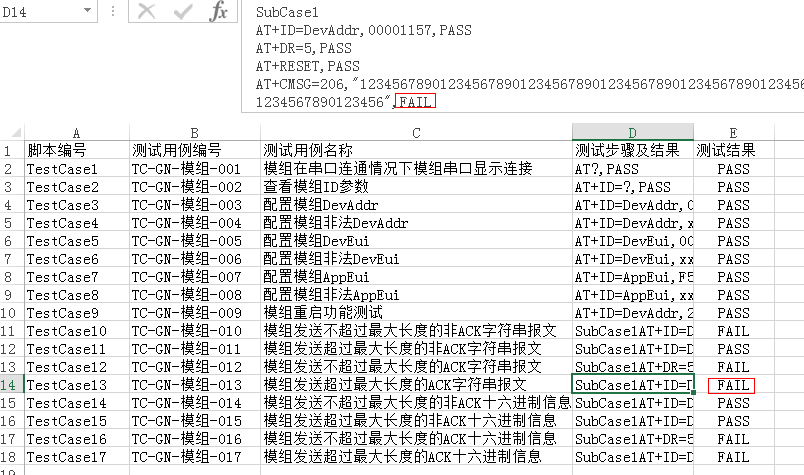 D14
fx
SubCase1
AT+ID=DevAddr,00001157,PASS
AT+DR=5,PASS
AT+RESET,PASS
AT+CMSG=206,"1234567890123456789012345678901234567890123456789012345 6
1234567890123456",FAIL
A B C D E
1 脚本编号 测试用例编号 测试用例名称 测试步骤及结果 测试结果
2 TestCase1 TC-GN-模组-001 模组在串口连通情况下模组串口显示连接 AT?,PASS PASS
3 TestCase2 TC-GN-模组-002 查看模组ID参数 AT+ID=?,PASS PASS
4 TestCase3 TC-GN-模组-003 配置模组DevAddr AT+ID=DevAddr,0 PASS
5 TestCase4 TC-GN-模组-004 配置模组非法DevAddr AT+ID=DevAddr,x PASS
6 TestCase5 TC-GN-模组-005 配置模组DevEui AT+ID=DevEui,00 PASS
7 TestCase6 TC-GN-模组-006 配置模组非法DevEui AT+ID=DevEui,xx PASS
8 TestCase7 TC-GN-模组-007 配置模组AppEui AT+ID=AppEui,F5 PASS
9 TestCase8 TC-GN-模组-008 配置模组非法AppEui AT+ID=AppEui,xx PASS
10 TestCase9 TC-GN-模组-009 模组重启功能测试 AT+ID=DevAddr,2 PASS
11 TestCase10 TC-GN-模组-010 模组发送不超过最大长度的非ACK字符串报文 SubCase1AT+ID=D FAIL
12 TestCase11 TC-GN-模组-011 模组发送超过最大长度的非ACK字符串报文 SubCase1AT+ID=D PASS
13 TestCase12 TC-GN-模组-012 模组发送不超过最大长度的ACK字符串报文 SubCase1AT+DR=5 FAIL
14 TestCase13 TC-GN-模组-013 模组发送超过最大长度的ACK字符串报文 SubCase1AT+ID=D FAIL
15 TestCase14 TC-GN-模组-014 模组发送不超过最大长度的非ACK十六进制信息 SubCase1AT+ID=D PASS
16 TestCase15 TC-GN-模组-015 模组发送超过最大长度的非ACK十六进制信息 SubCase1AT+ID=D PASS
17 TestCase16 TC-GN-模组-016 模组发送不超过最大长度的ACK十六进制信息 SubCase1AT+DR=5 FAIL
18 TestCase17 TC-GN-模组-017 模组发送超过最大长度的ACK十六进制信息 SubCase1AT+ID=D FAIL